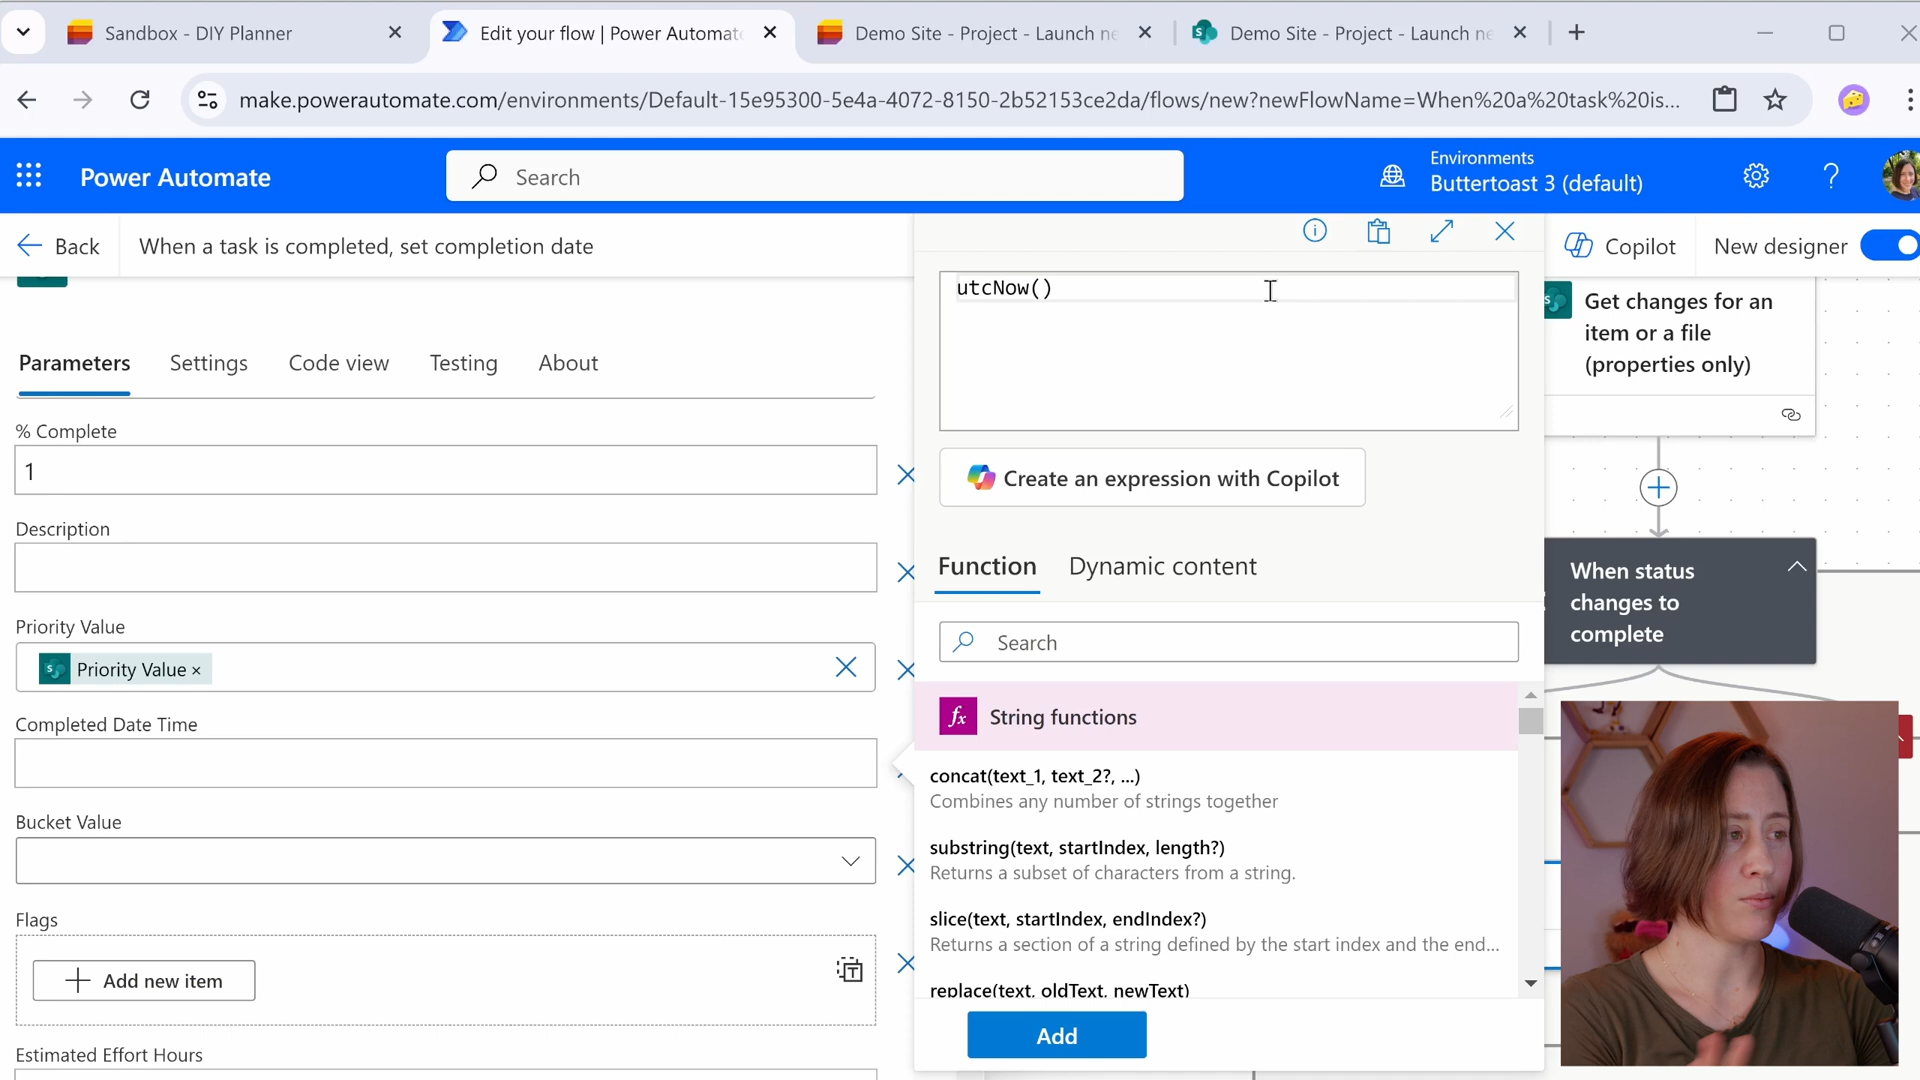 Sandbox - DIY Planner
Edit your flow | Power Automate
Demo Site - Project - Launch ne
Demo Site - Project - Launch ne
make.powerautomate.com/environments/Default-15e95300-5e4a-4072-8150-2b52153ce2da/flows/new?newFlowName=When%20a%20task%20is...
Power Automate
Search
Environments
Buttertoast 3 (default)
Back
When a task is completed, set completion date
Copilot
New designer
utcNow()
Get changes for an
item or a file
(properties only)
Parameters
Settings
Code view
Testing
About
% Complete
1
Create an expression with Copilot
Description
Function
Dynamic content
When status
changes to
complete
Priority Value
Priority Value ×
Search
Completed Date Time
fx String functions
concat(text_1, text_2?, ...)
Combines any number of strings together
Bucket Value
substring(text, startIndex, length?)
Returns a subset of characters from a string.
Flags
slice(text, startIndex, endIndex?)
Returns a section of a string defined by the start index and the end...
Add new item
replace(text, oldText, newText)
Add
Estimated Effort Hours